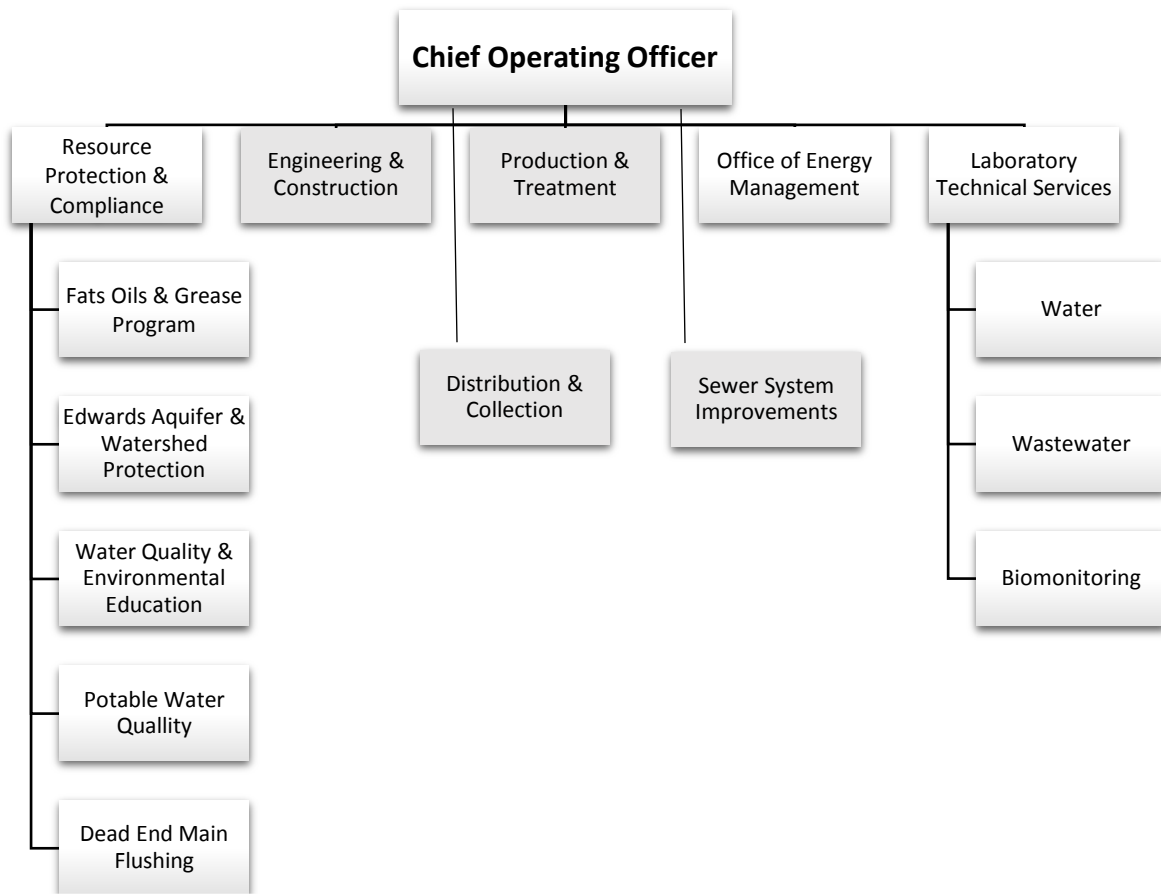 Chief Operating Officer
Resource
Protection &
Compliance
Engineering &
Construction
Production &
Treatment
Office of Energy
Management
Laboratory
Technical Services
Fats Oils & Grease
Program
Edwards Aquifer &
Watershed
Protection
Water Quality &
Environmental
Education
Potable Water
Quallity
Dead End Main
Flushing
Distribution &
Collection
Sewer System
Improvements
Water
Wastewater
Biomonitoring